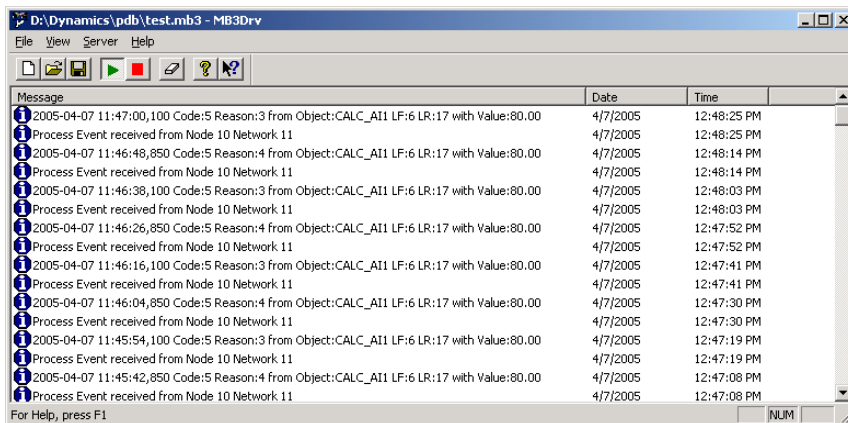 D:\Dynamics\pdb\test.mb3 - MB3Drv
File View Server Help
Message Date Time
2005-04-07 11:47:00,100 Code:5 Reason:3 from Object:CALC_AI1 LF:6 LR:17 with Value:80.00 4/7/2005 12:48:25 PM
Process Event received from Node 10 Network 11 4/7/2005 12:48:25 PM
2005-04-07 11:46:48,850 Code:5 Reason:4 from Object:CALC_AI1 LF:6 LR:17 with Value:80.00 4/7/2005 12:48:14 PM
Process Event received from Node 10 Network 11 4/7/2005 12:48:14 PM
2005-04-07 11:46:38,100 Code:5 Reason:3 from Object:CALC_AI1 LF:6 LR:17 with Value:80.00 4/7/2005 12:48:03 PM
Process Event received from Node 10 Network 11 4/7/2005 12:48:03 PM
2005-04-07 11:46:26,850 Code:5 Reason:4 from Object:CALC_AI1 LF:6 LR:17 with Value:80.00 4/7/2005 12:47:52 PM
Process Event received from Node 10 Network 11 4/7/2005 12:47:52 PM
2005-04-07 11:46:16,100 Code:5 Reason:3 from Object:CALC_AI1 LF:6 LR:17 with Value:80.00 4/7/2005 12:47:41 PM
Process Event received from Node 10 Network 11 4/7/2005 12:47:41 PM
2005-04-07 11:46:04,850 Code:5 Reason:4 from Object:CALC_AI1 LF:6 LR:17 with Value:80.00 4/7/2005 12:47:30 PM
Process Event received from Node 10 Network 11 4/7/2005 12:47:30 PM
2005-04-07 11:45:54,100 Code:5 Reason:3 from Object:CALC_AI1 LF:6 LR:17 with Value:80.00 4/7/2005 12:47:19 PM
Process Event received from Node 10 Network 11 4/7/2005 12:47:19 PM
2005-04-07 11:45:42,850 Code:5 Reason:4 from Object:CALC_AI1 LF:6 LR:17 with Value:80.00 4/7/2005 12:47:08 PM
Process Event received from Node 10 Network 11 4/7/2005 12:47:08 PM
For Help, press F1 NUM